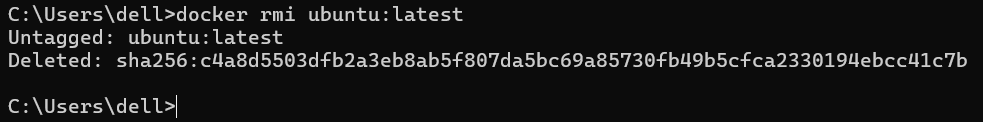 C:\Users\dell>docker rmi ubuntu:latest
Untagged: ubuntu:latest
Deleted: sha256:c4a8d5503dfb2a3eb8ab5f807da5bc69a85730fb49b5cfca2330194ebcc41c7b
C:\Users\dell>